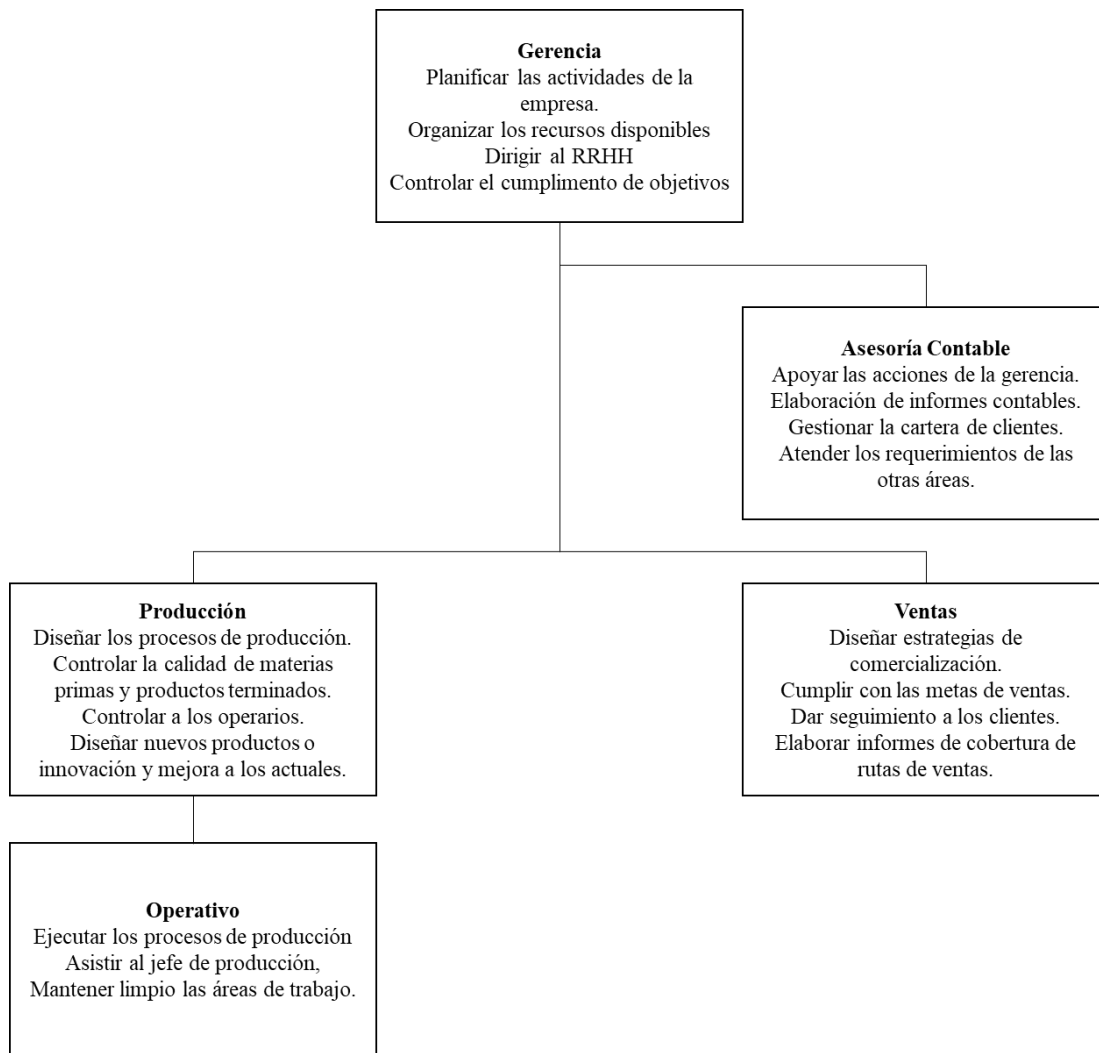 Gerencia
Planificar las actividades de la
empresa.
Organizar los recursos disponibles
Dirigir al RRHH
Controlar el cumplimento de objetivos
Asesoría Contable
Apoyar las acciones de la gerencia.
Elaboración de informes contables.
Gestionar la cartera de clientes.
Atender los requerimientos de las
otras áreas.
Producción
Diseñar los procesos de producción.
Controlar la calidad de materias
primas y productos terminados.
Controlar a los operarios.
Diseñar nuevos productos o
innovación y mejora a los actuales.
Ventas
Diseñar estrategias de
comercialización.
Cumplir con las metas de ventas.
Dar seguimiento a los clientes.
Elaborar informes de cobertura de
rutas de ventas.
Operativo
Ejecutar los procesos de producción
Asistir al jefe de producción,
Mantener limpio las áreas de trabajo.